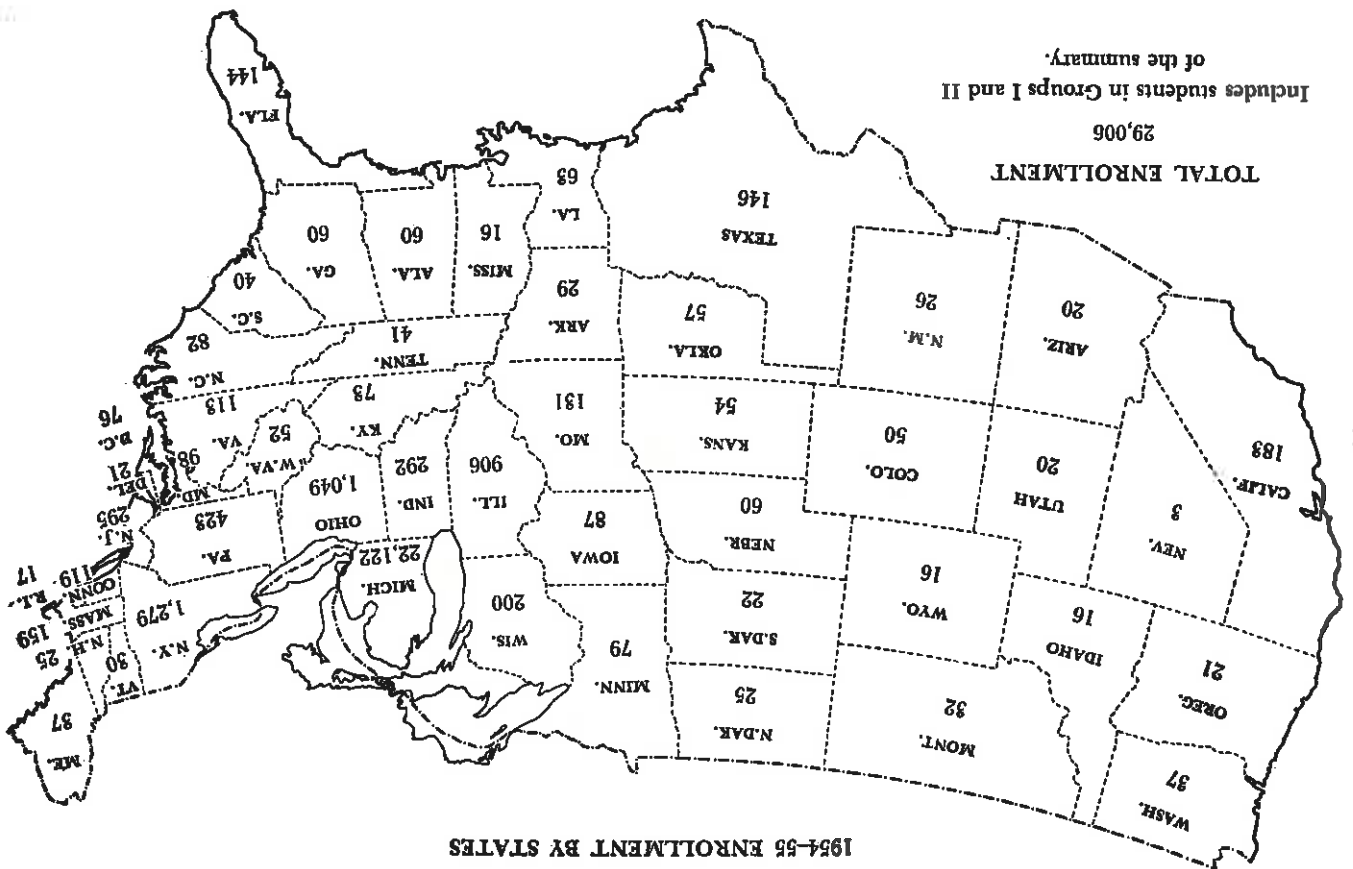 1954–55 ENROLLMENT BY STATES
WASH.
37
OREG.
21
CALIF.
183
IDAHO
16
NEV.
3
MONT.
32
WYO.
16
UTAH
20
ARIZ.
20
COLO.
50
N.M.
26
N.DAK.
25
S.DAK.
22
NEBR.
60
KANS.
54
OKLA.
57
TEXAS
146
MINN.
79
IOWA
87
MO.
131
ARK.
29
LA.
63
WIS.
200
ILL.
906
MICH.
22,122
IND.
292
OHIO
1,049
KY.
73
TENN.
41
MISS.
16
ALA.
60
GA.
60
FLA.
144
S.C.
40
N.C.
82
VA.
113
W.VA.
52
MD.
98
D.C.
76
DEL.
21
PA.
423
N.J.
295
N.Y.
1,279
CONN.
119
R.I.
17
MASS
159
N.H.
25
VT.
30
ME.
37
TOTAL ENROLLMENT
29,006
Includes students in Groups I and II
of the summary.